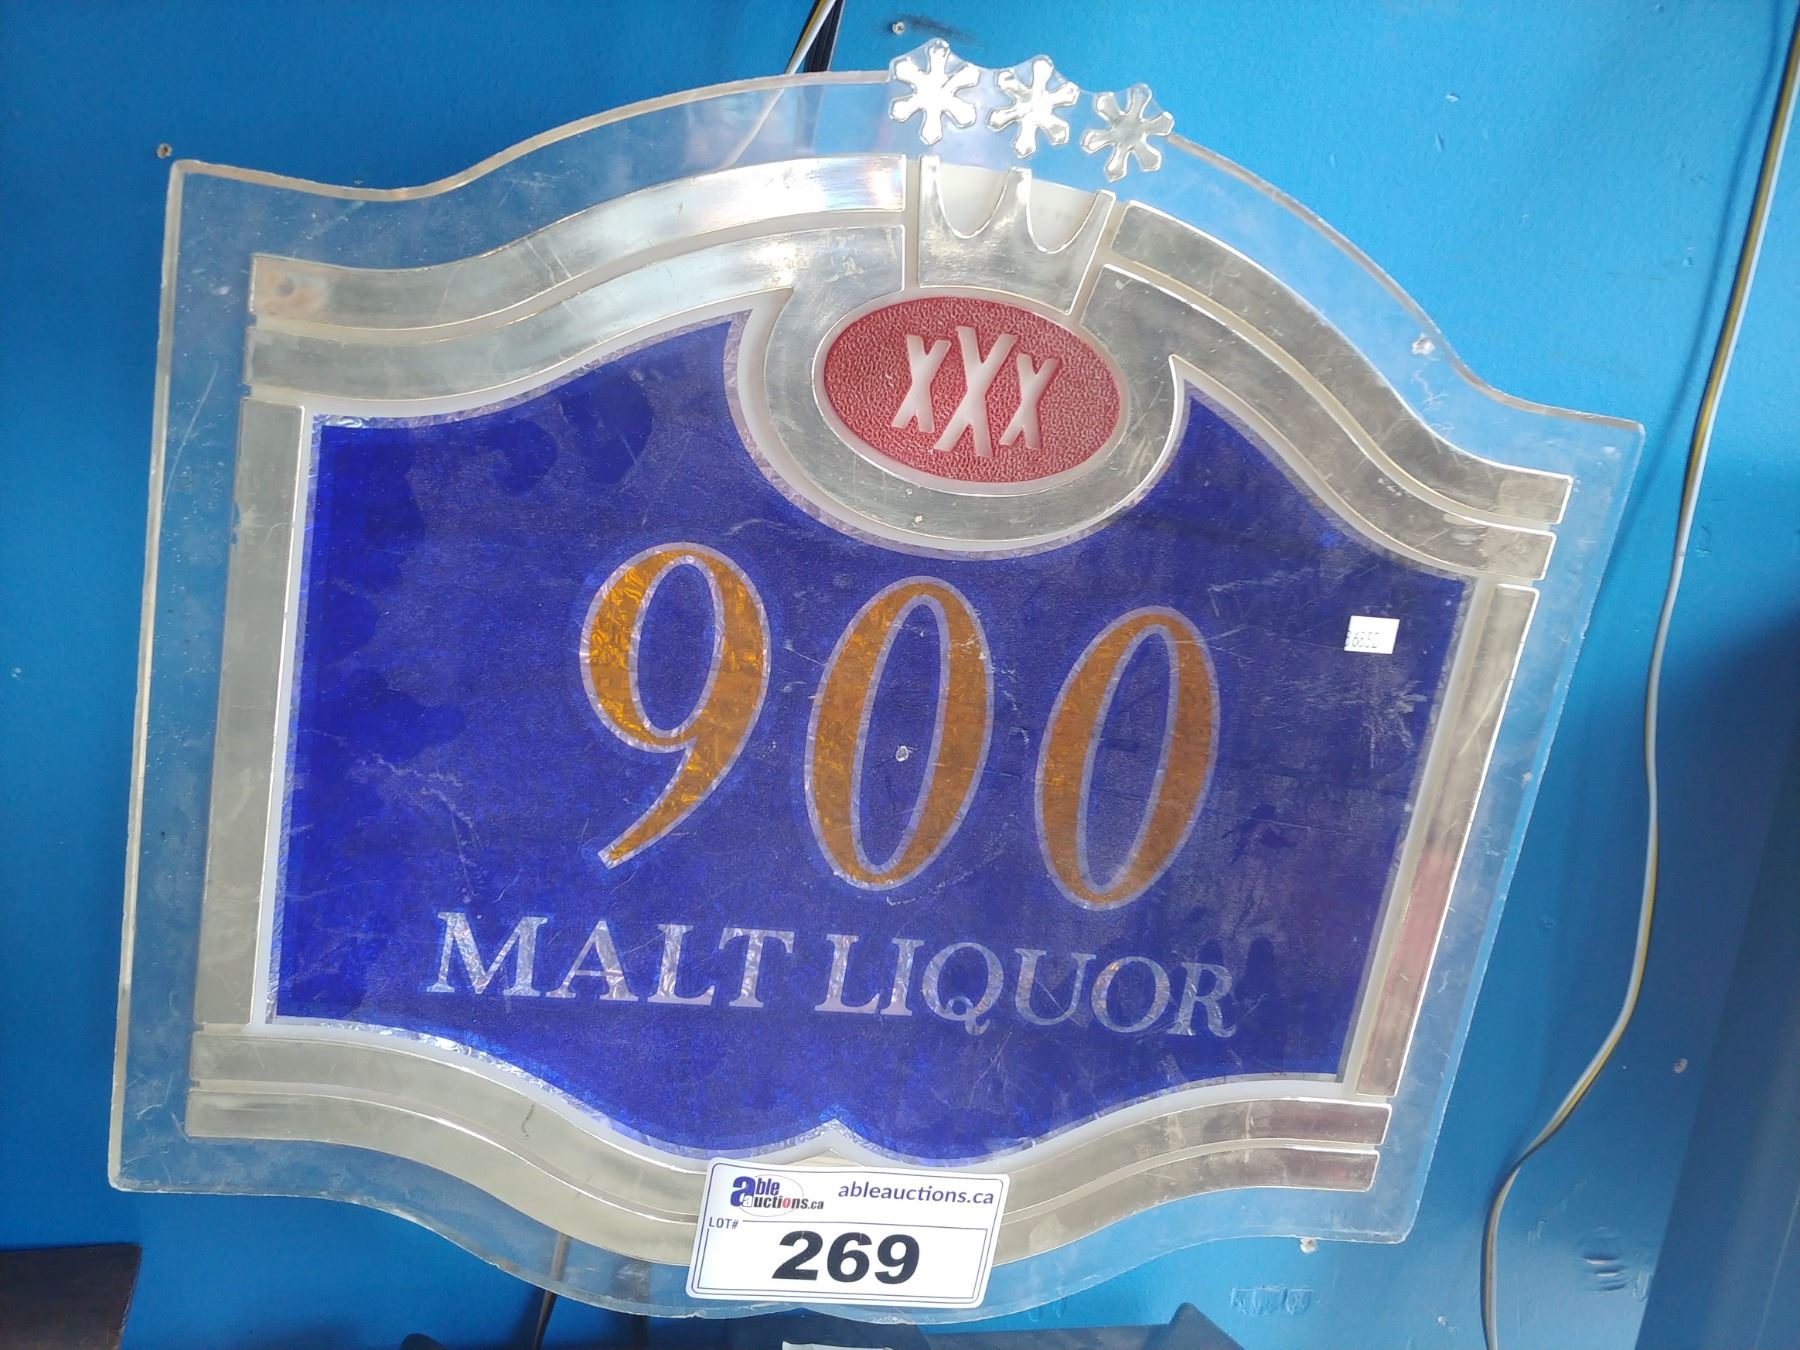 xXx
900
MALT LIQUOR
able auctions.ca
ableauctions.ca
LOT#
269